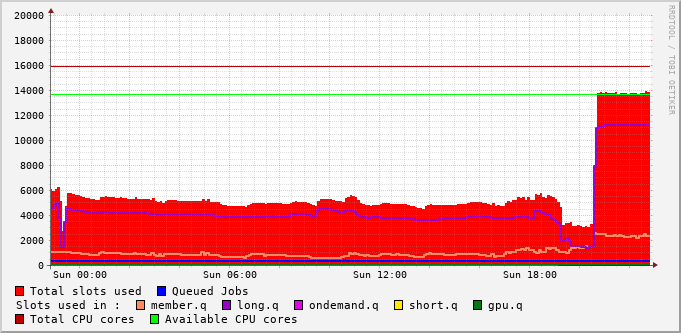 RRDTOOL / TOBI OETIKER
20000
18000
16000
14000
12000
10000
8000
6000
4000
2000
0
Sun 00:00 Sun 06:00 Sun 12:00 Sun 18:00
Total slots used Queued Jobs
Slots used in : member.q long.q ondemand.q short.q gpu.q
Total CPU cores Available CPU cores